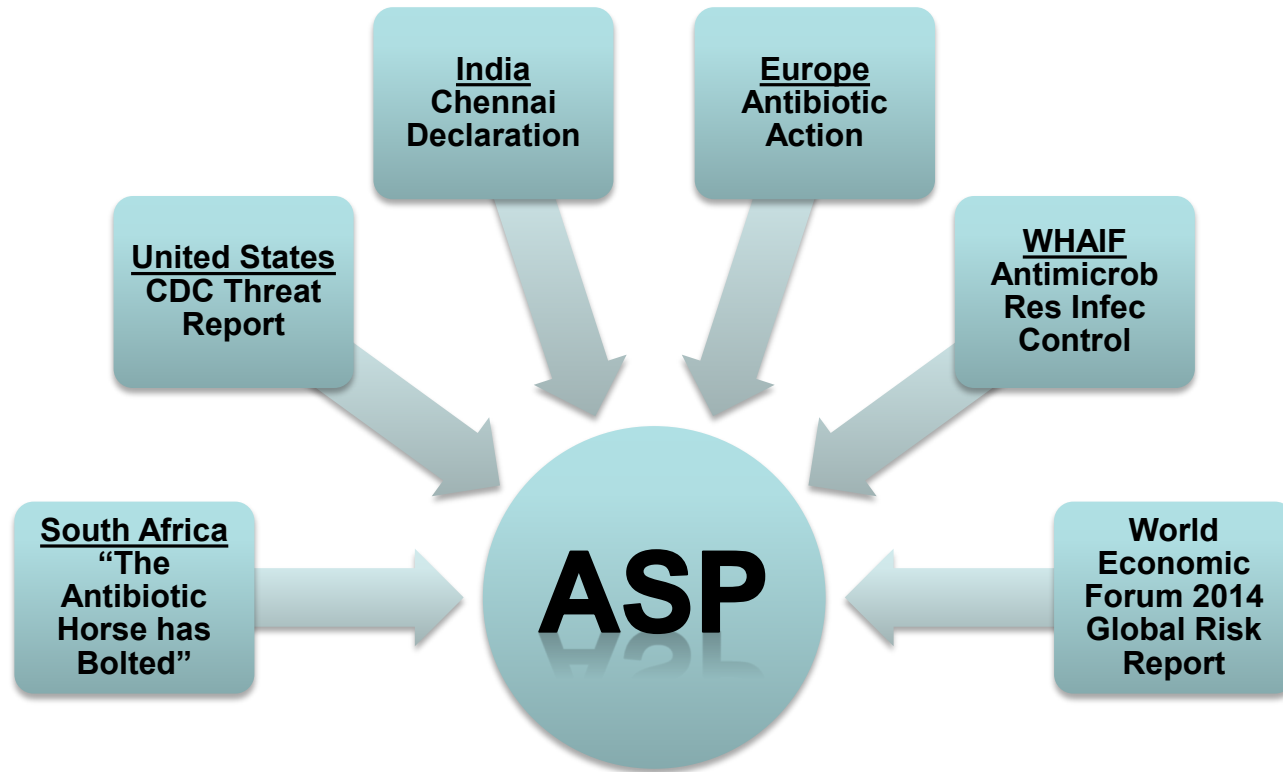 India
Chennai
Declaration
Europe
Antibiotic
Action
United States
CDC Threat
Report
WHAIF
Antimicrob
Res Infec
Control
South Africa
“The
Antibiotic
Horse has
Bolted”
ASP
World
Economic
Forum 2014
Global Risk
Report